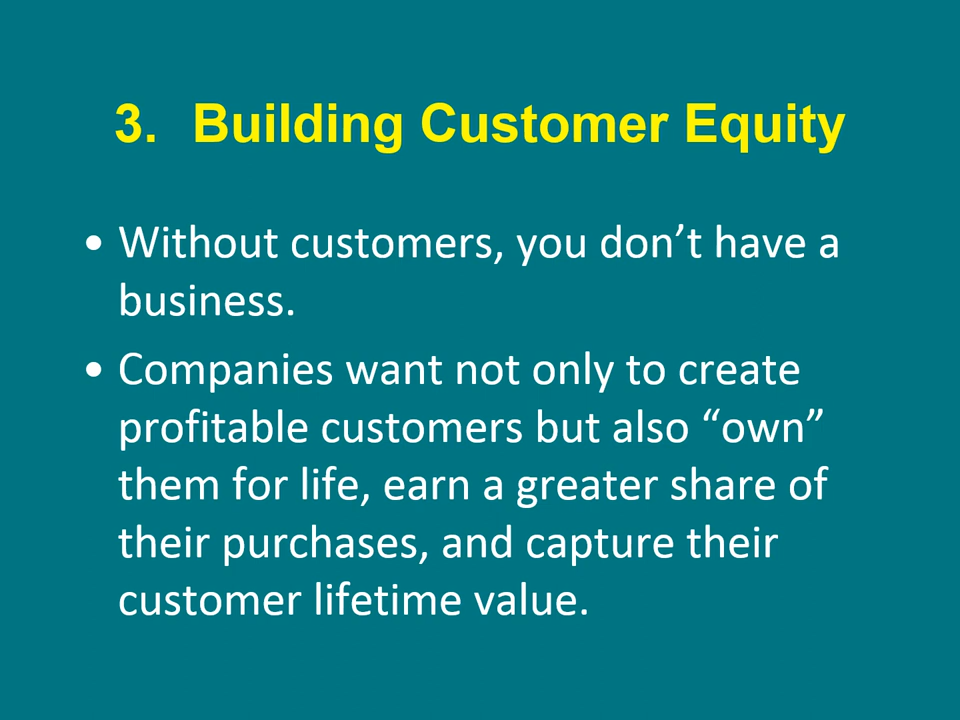 3. Building Customer Equity
• Without customers, you don’t have a
business.
• Companies want not only to create
profitable customers but also “own”
them for life, earn a greater share of
their purchases, and capture their
customer lifetime value.